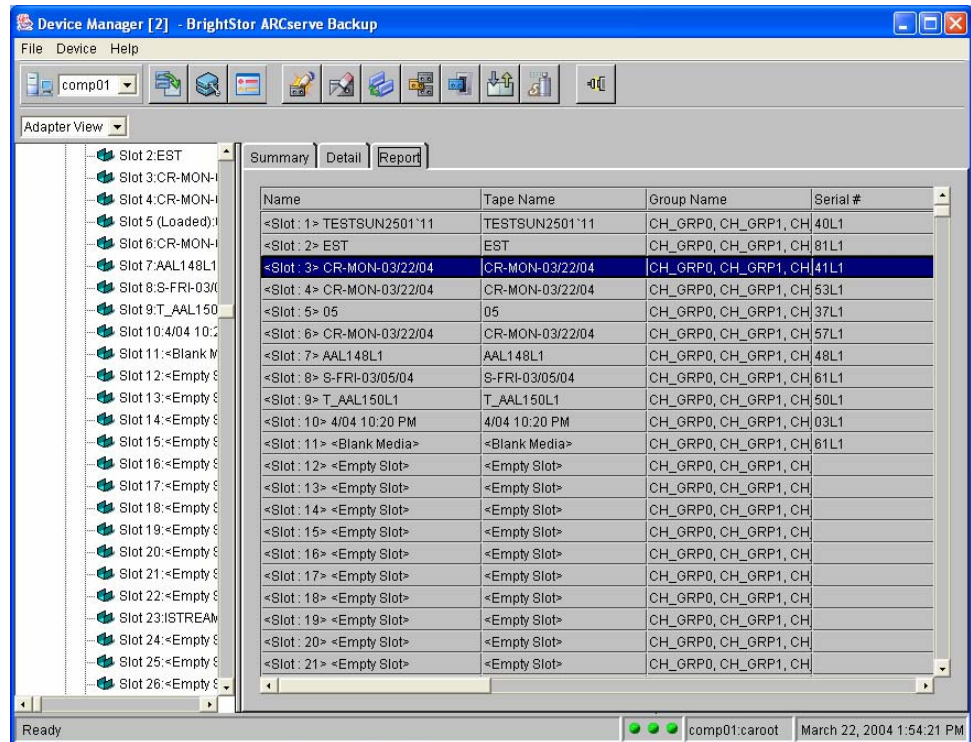 Device Manager [2] - BrightStor ARCserve Backup
File Device Help
comp01
Adapter View
Slot 2:EST
Slot 3:CR-MON-
Slot 4:CR-MON-
Slot 5 (Loaded):
Slot 6:CR-MON-
Slot 7:AAL148L1
Slot 8:S-FRI-03/
Slot 9:T_AAL150
Slot 10:4/04 10:2
Slot 11:<Blank M
Slot 12:<Empty S
Slot 13:<Empty S
Slot 14:<Empty S
Slot 15:<Empty S
Slot 16:<Empty S
Slot 17:<Empty S
Slot 18:<Empty S
Slot 19:<Empty S
Slot 20:<Empty S
Slot 21:<Empty S
Slot 22:<Empty S
Slot 23:ISTREAM
Slot 24:<Empty S
Slot 25:<Empty S
Slot 26:<Empty S
Summary Detail Report
Name Tape Name Group Name Serial #
<Slot : 1> TESTSUN2501`11 TESTSUN2501`11 CH_GRP0, CH_GRP1, CH 40L1
<Slot : 2> EST EST CH_GRP0, CH_GRP1, CH 81L1
<Slot : 3> CR-MON-03/22/04 CR-MON-03/22/04 CH_GRP0, CH_GRP1, CH 41L1
<Slot : 4> CR-MON-03/22/04 CR-MON-03/22/04 CH_GRP0, CH_GRP1, CH 53L1
<Slot : 5> 05 05 CH_GRP0, CH_GRP1, CH 37L1
<Slot : 6> CR-MON-03/22/04 CR-MON-03/22/04 CH_GRP0, CH_GRP1, CH 57L1
<Slot : 7> AAL148L1 AAL148L1 CH_GRP0, CH_GRP1, CH 48L1
<Slot : 8> S-FRI-03/05/04 S-FRI-03/05/04 CH_GRP0, CH_GRP1, CH 61L1
<Slot : 9> T_AAL150L1 T_AAL150L1 CH_GRP0, CH_GRP1, CH 50L1
<Slot : 10> 4/04 10:20 PM 4/04 10:20 PM CH_GRP0, CH_GRP1, CH 03L1
<Slot : 11> <Blank Media> <Blank Media> CH_GRP0, CH_GRP1, CH 61L1
<Slot : 12> <Empty Slot> <Empty Slot> CH_GRP0, CH_GRP1, CH
<Slot : 13> <Empty Slot> <Empty Slot> CH_GRP0, CH_GRP1, CH
<Slot : 14> <Empty Slot> <Empty Slot> CH_GRP0, CH_GRP1, CH
<Slot : 15> <Empty Slot> <Empty Slot> CH_GRP0, CH_GRP1, CH
<Slot : 16> <Empty Slot> <Empty Slot> CH_GRP0, CH_GRP1, CH
<Slot : 17> <Empty Slot> <Empty Slot> CH_GRP0, CH_GRP1, CH
<Slot : 18> <Empty Slot> <Empty Slot> CH_GRP0, CH_GRP1, CH
<Slot : 19> <Empty Slot> <Empty Slot> CH_GRP0, CH_GRP1, CH
<Slot : 20> <Empty Slot> <Empty Slot> CH_GRP0, CH_GRP1, CH
<Slot : 21> <Empty Slot> <Empty Slot> CH_GRP0, CH_GRP1, CH
Ready comp01:caroot March 22, 2004 1:54:21 PM